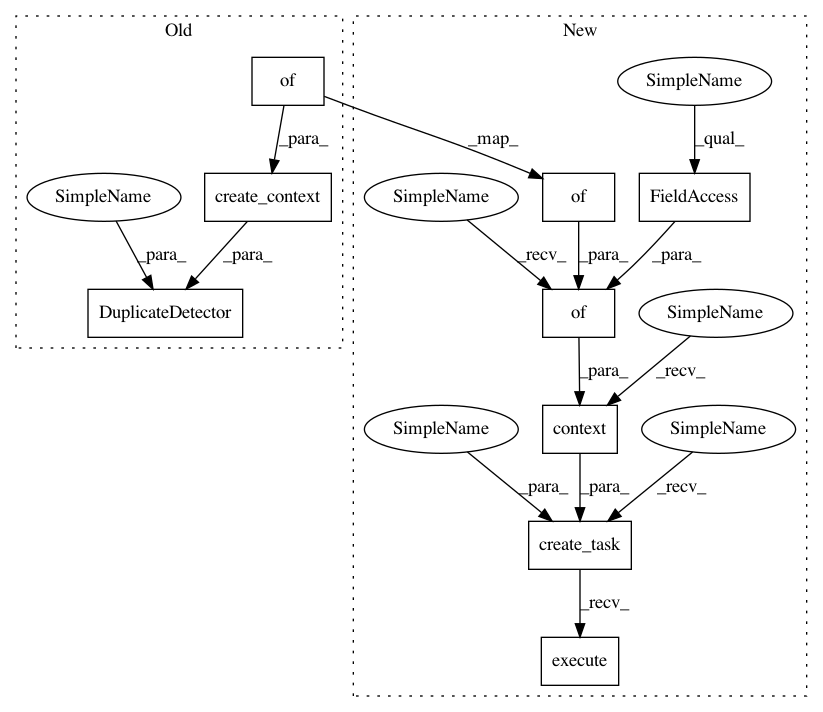 Old
New
of
SimpleName
_para_
_map_
_qual_
SimpleName
create_context
SimpleName
of
FieldAccess
_para_
_para_
_recv_
_para_
_para_
DuplicateDetector
of
SimpleName
_para_
_recv_
SimpleName
context
SimpleName
_para_
_para_
_recv_
create_task
_recv_
execute